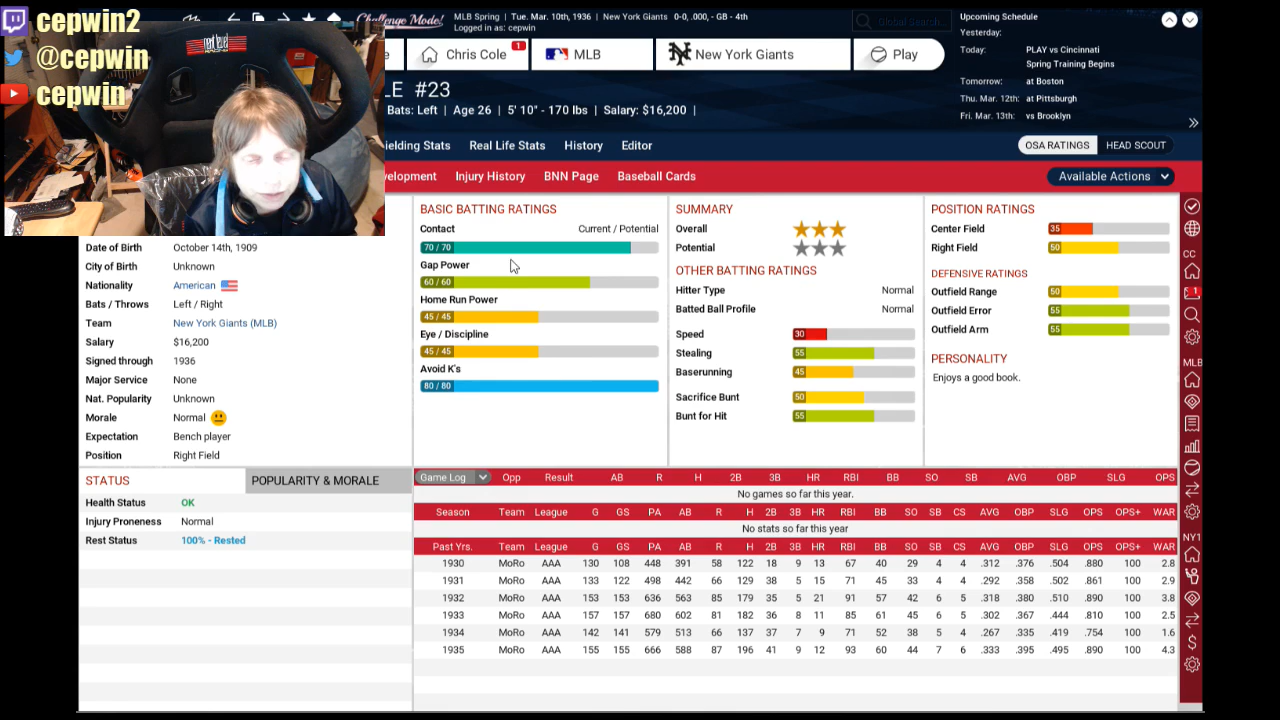 cepwin2
@cepwin
cepwin
next level
Challenge Mode!
MLB Spring | Tue. Mar. 10th, 1936 | New York Giants 0-0, .000, - GB - 4th
Logged in as: cepwin
Global Search...
Upcoming Schedule
Yesterday:
Today: PLAY vs Cincinnati
Spring Training Begins
Tomorrow: at Boston
Thu. Mar. 12th: at Pittsburgh
Fri. Mar. 13th: vs Brooklyn
e Chris Cole 1 MLB New York Giants Play
LE #23
Bats: Left | Age 26 | 5' 10" - 170 lbs | Salary: $16,200 |
ielding Stats Real Life Stats History Editor OSA RATINGS HEAD SCOUT
velopment Injury History BNN Page Baseball Cards Available Actions
Date of Birth October 14th, 1909
City of Birth Unknown
Nationality American
Bats / Throws Left / Right
Team New York Giants (MLB)
Salary $16,200
Signed through 1936
Major Service None
Nat. Popularity Unknown
Morale Normal
Expectation Bench player
Position Right Field
BASIC BATTING RATINGS
Contact Current / Potential
70 / 70
Gap Power
60 / 60
Home Run Power
45 / 45
Eye / Discipline
45 / 45
Avoid K's
80 / 80
SUMMARY
Overall
Potential
OTHER BATTING RATINGS
Hitter Type Normal
Batted Ball Profile Normal
Speed 30
Stealing 55
Baserunning 45
Sacrifice Bunt 50
Bunt for Hit 55
POSITION RATINGS
Center Field 35
Right Field 50
DEFENSIVE RATINGS
Outfield Range 50
Outfield Error 55
Outfield Arm 55
PERSONALITY
Enjoys a good book.
CC
1
MLB
NY1
STATUS POPULARITY & MORALE
Health Status OK
Injury Proneness Normal
Rest Status 100% - Rested
Game Log Opp Result AB R H 2B 3B HR RBI BB SO SB AVG OBP SLG OPS
No games so far this year.
Season Team League G GS PA AB R H 2B 3B HR RBI BB SO SB CS AVG OBP SLG OPS OPS+ WAR
No stats so far this year
Past Yrs. Team League G GS PA AB R H 2B 3B HR RBI BB SO SB CS AVG OBP SLG OPS OPS+ WAR
1930 MoRo AAA 130 108 448 391 58 122 18 9 13 67 40 29 4 4 .312 .376 .504 .880 100 2.8
1931 MoRo AAA 133 122 498 442 66 129 38 5 15 71 45 33 4 4 .292 .358 .502 .861 100 2.9
1932 MoRo AAA 153 153 636 563 85 179 35 5 21 91 57 42 6 5 .318 .380 .510 .890 100 3.8
1933 MoRo AAA 157 157 680 602 81 182 36 8 11 85 61 45 6 5 .302 .367 .444 .810 100 2.5
1934 MoRo AAA 142 141 579 513 66 137 37 7 9 71 52 38 5 4 .267 .335 .419 .754 100 1.6
1935 MoRo AAA 155 155 666 588 87 196 41 9 12 93 60 44 7 6 .333 .395 .495 .890 100 4.3